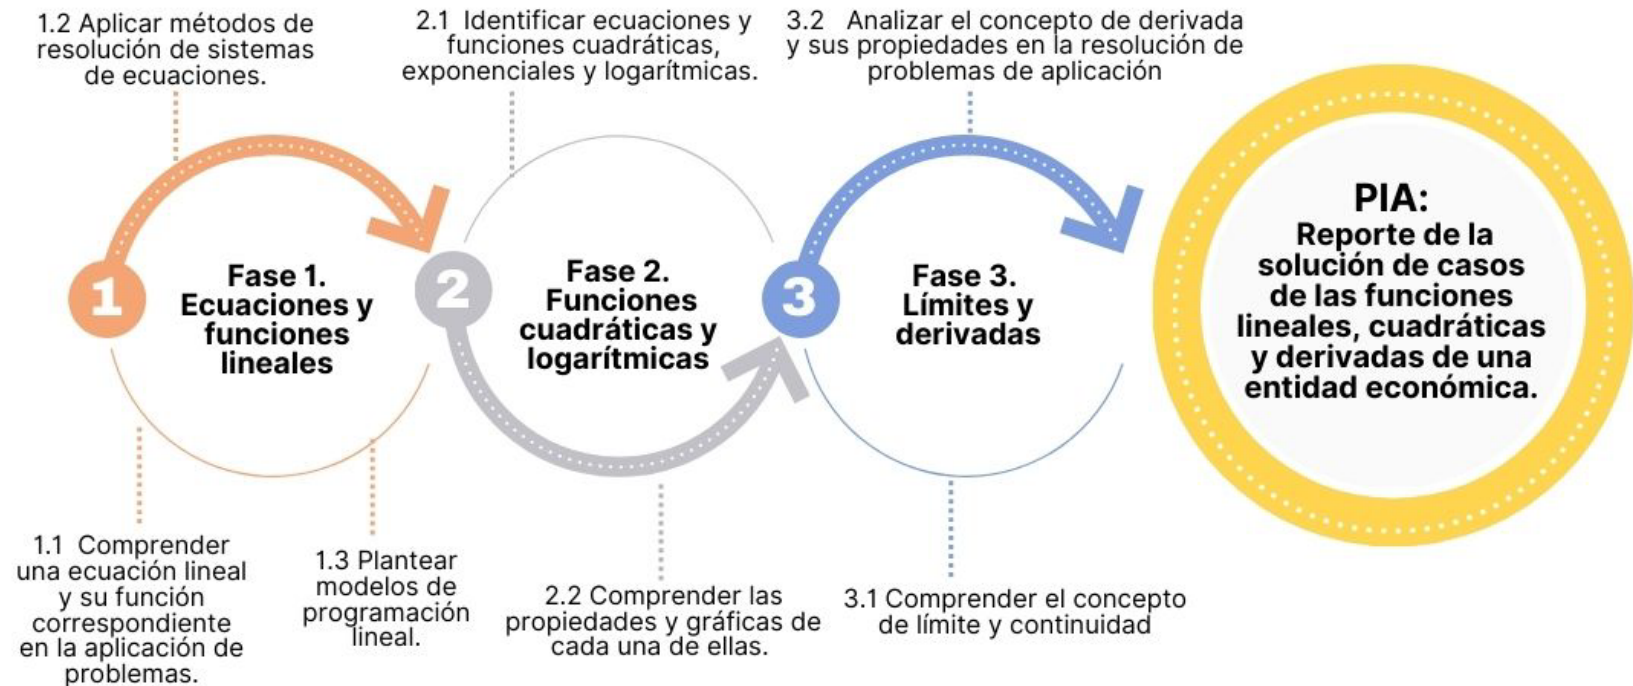 1.2 Aplicar métodos de
resolución de sistemas
de ecuaciones.
2.1 Identificar ecuaciones y
funciones cuadráticas,
exponenciales y logarítmicas.
3.2 Analizar el concepto de derivada
y sus propiedades en la resolución de
problemas de aplicación
1
Fase 1.
Ecuaciones y
funciones
lineales
2
Fase 2.
Funciones
cuadráticas y
logarítmicas
3
Fase 3.
Límites y
derivadas
PIA:
Reporte de la
solución de casos
de las funciones
lineales, cuadráticas
y derivadas de una
entidad económica.
1.1 Comprender
una ecuación lineal
y su función
correspondiente
en la aplicación de
problemas.
1.3 Plantear
modelos de
programación
lineal.
2.2 Comprender las
propiedades y gráficas de
cada una de ellas.
3.1 Comprender el concepto
de límite y continuidad